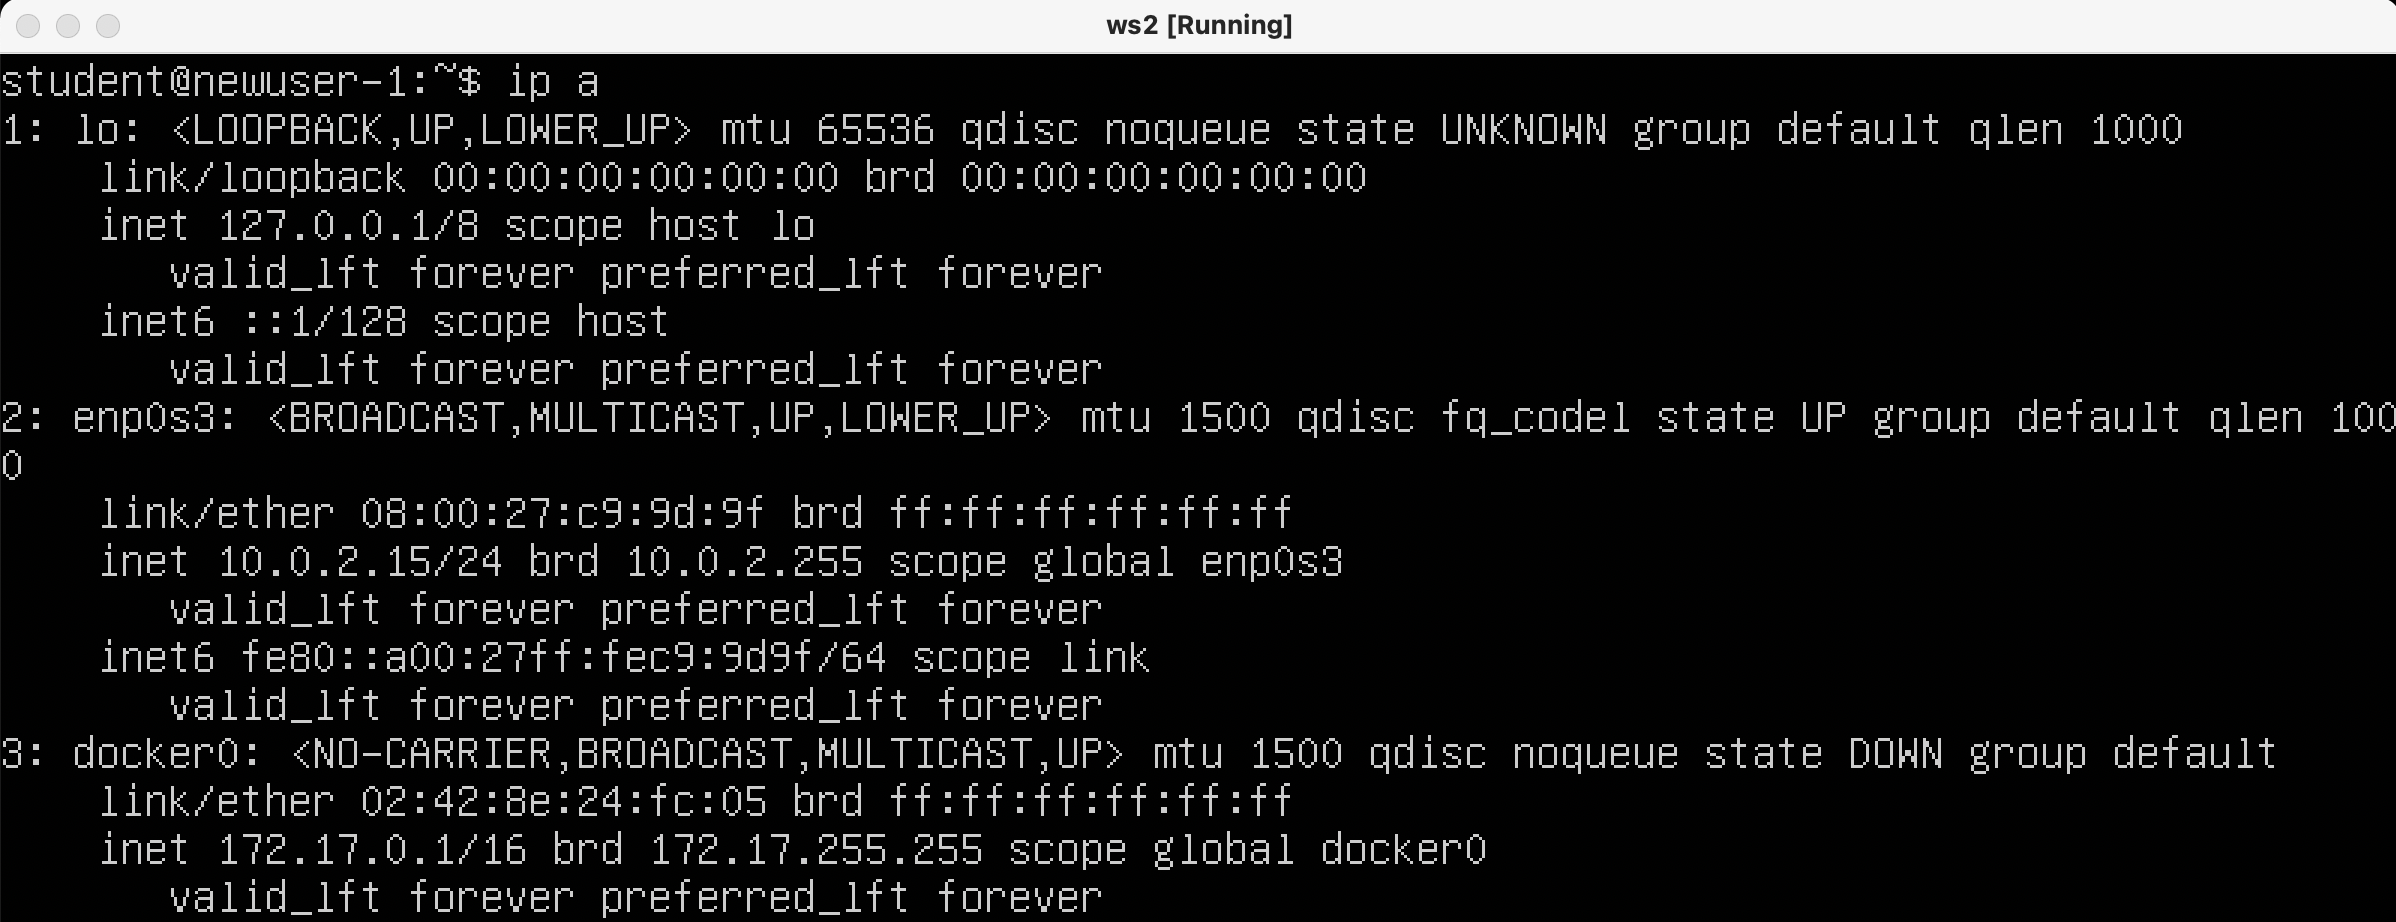 ws2 [Running]
student@newuser-1:~$ ip a
1: lo: <LOOPBACK,UP,LOWER_UP> mtu 65536 qdisc noqueue state UNKNOWN group default qlen 1000
    link/loopback 00:00:00:00:00:00 brd 00:00:00:00:00:00
    inet 127.0.0.1/8 scope host lo
       valid_lft forever preferred_lft forever
    inet6 ::1/128 scope host
       valid_lft forever preferred_lft forever
2: enp0s3: <BROADCAST,MULTICAST,UP,LOWER_UP> mtu 1500 qdisc fq_codel state UP group default qlen 100
0
    link/ether 08:00:27:c9:9d:9f brd ff:ff:ff:ff:ff:ff
    inet 10.0.2.15/24 brd 10.0.2.255 scope global enp0s3
       valid_lft forever preferred_lft forever
    inet6 fe80::a00:27ff:fec9:9d9f/64 scope link
       valid_lft forever preferred_lft forever
3: docker0: <NO-CARRIER,BROADCAST,MULTICAST,UP> mtu 1500 qdisc noqueue state DOWN group default
    link/ether 02:42:8e:24:fc:05 brd ff:ff:ff:ff:ff:ff
    inet 172.17.0.1/16 brd 172.17.255.255 scope global docker0
       valid_lft forever preferred_lft forever